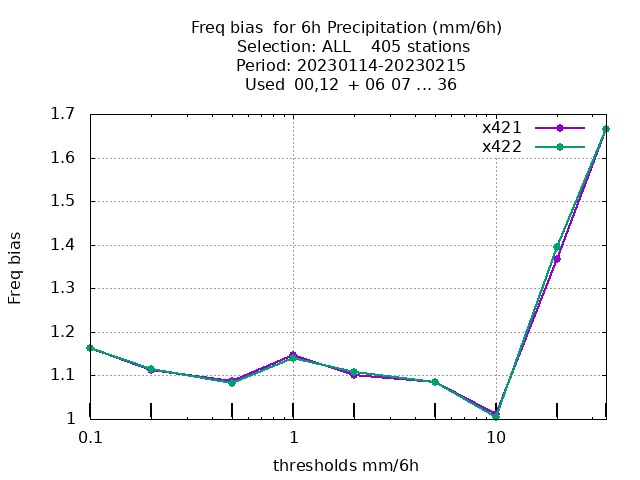 Freq bias  for 6h Precipitation (mm/6h)
Selection: ALL    405 stations
Period: 20230114-20230215
Used  00,12  + 06 07 ... 36
x421
x422
1.7
1.6
1.5
1.4
1.3
1.2
1.1
1
Freq bias
0.1
1
10
thresholds mm/6h